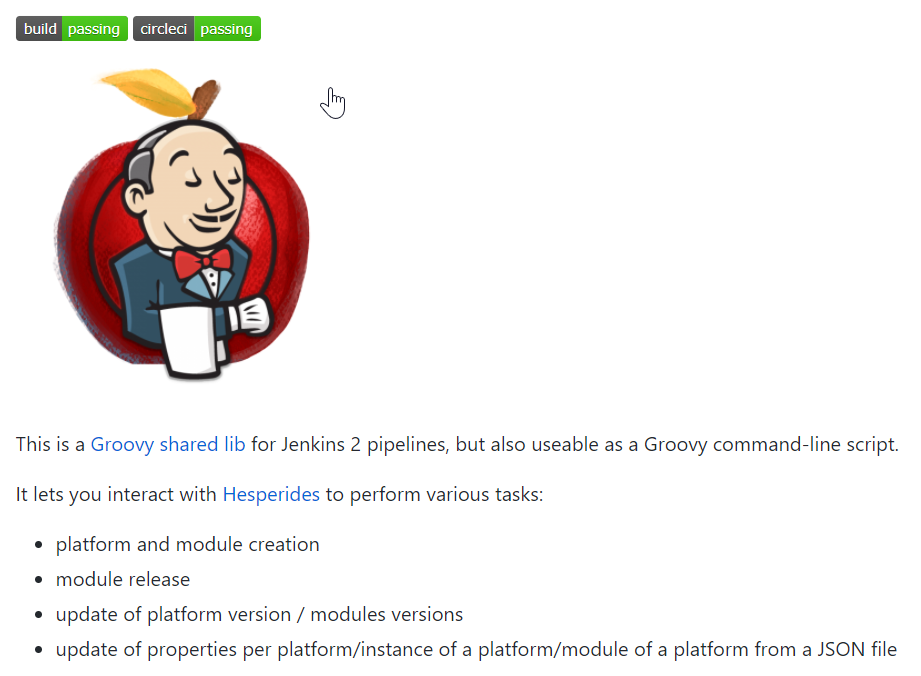 build passing circleci passing
This is a Groovy shared lib for Jenkins 2 pipelines, but also useable as a Groovy command-line script.
It lets you interact with Hesperides to perform various tasks:
• platform and module creation
• module release
• update of platform version / modules versions
• update of properties per platform/instance of a platform/module of a platform from a JSON file